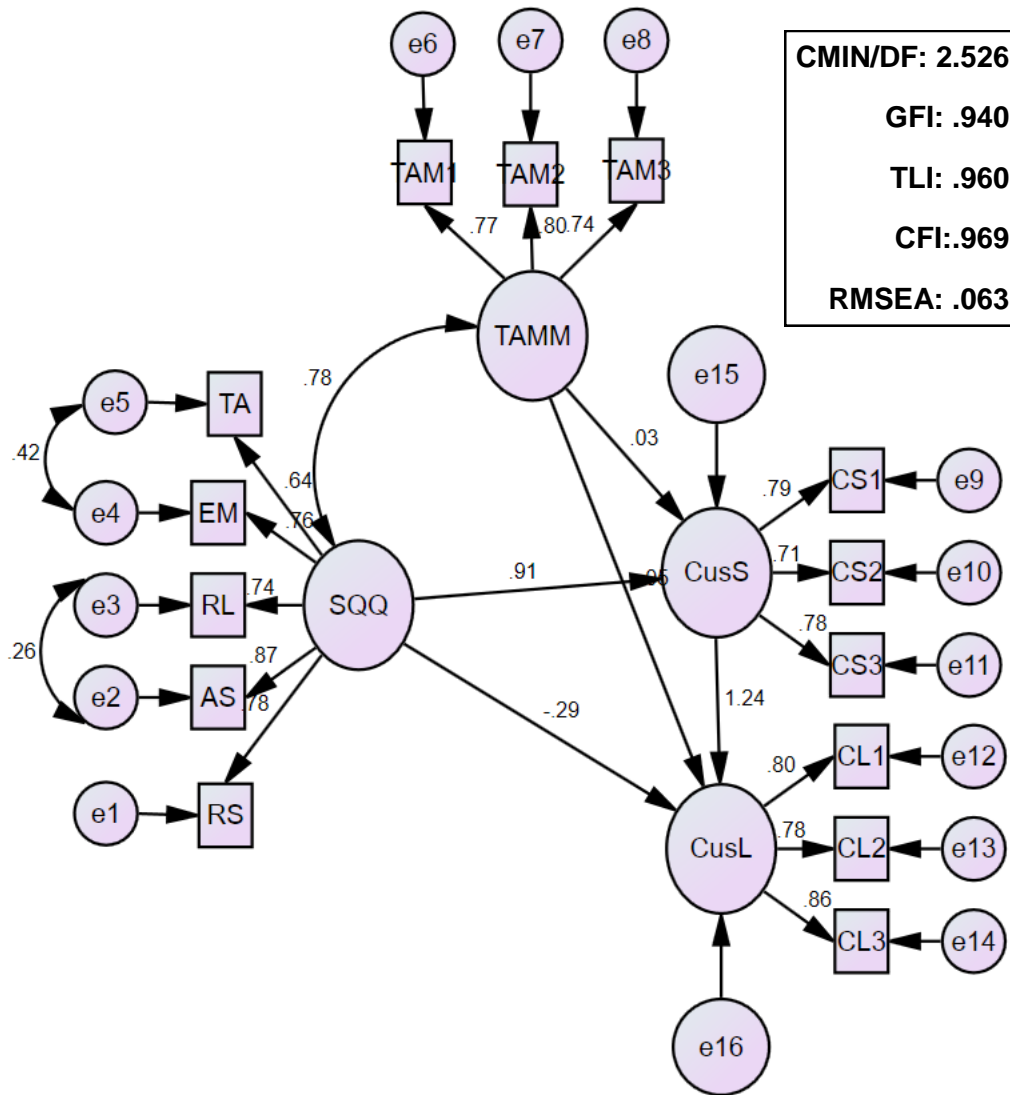 e6
e7
e8
CMIN/DF: 2.526
GFI: .940
TLI: .960
CFI:.969
RMSEA: .063
TAM1
TAM2
TAM3
.77
.80
.74
TAMM
e15
.78
e5
TA
.42
.03
.64
.79
CS1
e9
e4
EM
.76
.71
CS2
e10
CusS
.91
.05
e3
RL
.74
SQQ
.26
.78
CS3
e11
.87
e2
AS
.78
-.29
1.24
.80
CL1
e12
e1
RS
CusL
.78
CL2
e13
.86
CL3
e14
e16